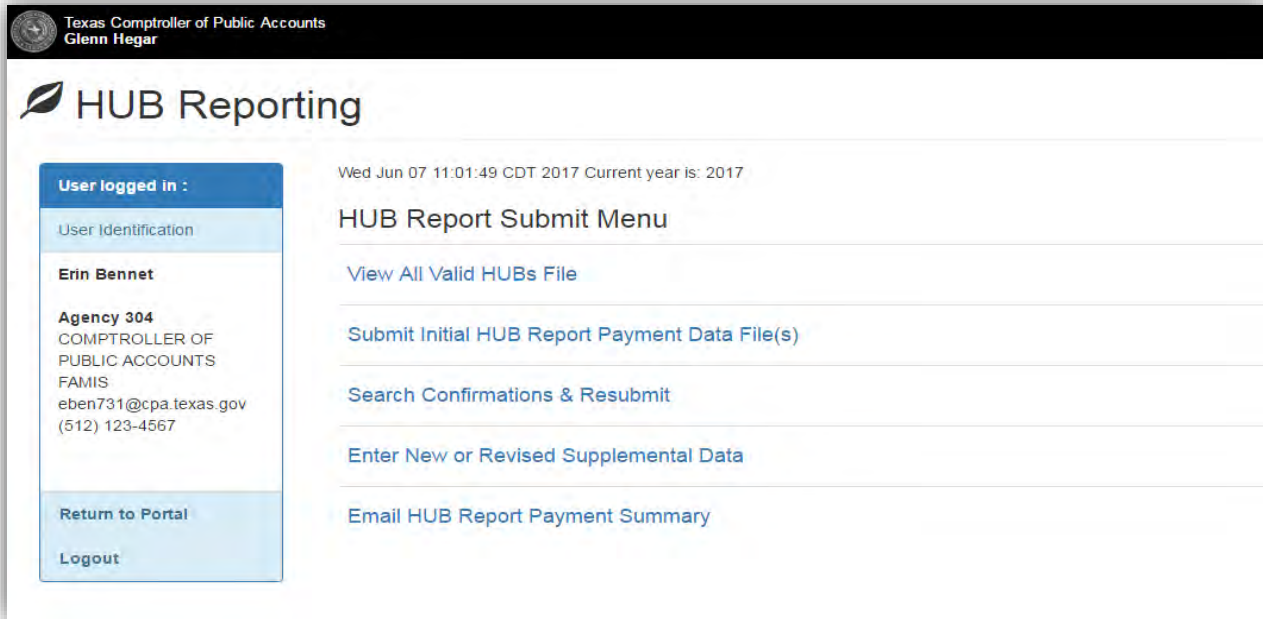 Texas Comptroller of Public Accounts
Glenn Hegar
HUB Reporting
User logged in :
User Identification
Erin Bennet
Agency 304
COMPTROLLER OF
PUBLIC ACCOUNTS
FAMIS
eben731@cpa.texas.gov
(512) 123-4567
Return to Portal
Logout
Wed Jun 07 11:01:49 CDT 2017 Current year is: 2017
HUB Report Submit Menu
View All Valid HUBs File
Submit Initial HUB Report Payment Data File(s)
Search Confirmations & Resubmit
Enter New or Revised Supplemental Data
Email HUB Report Payment Summary